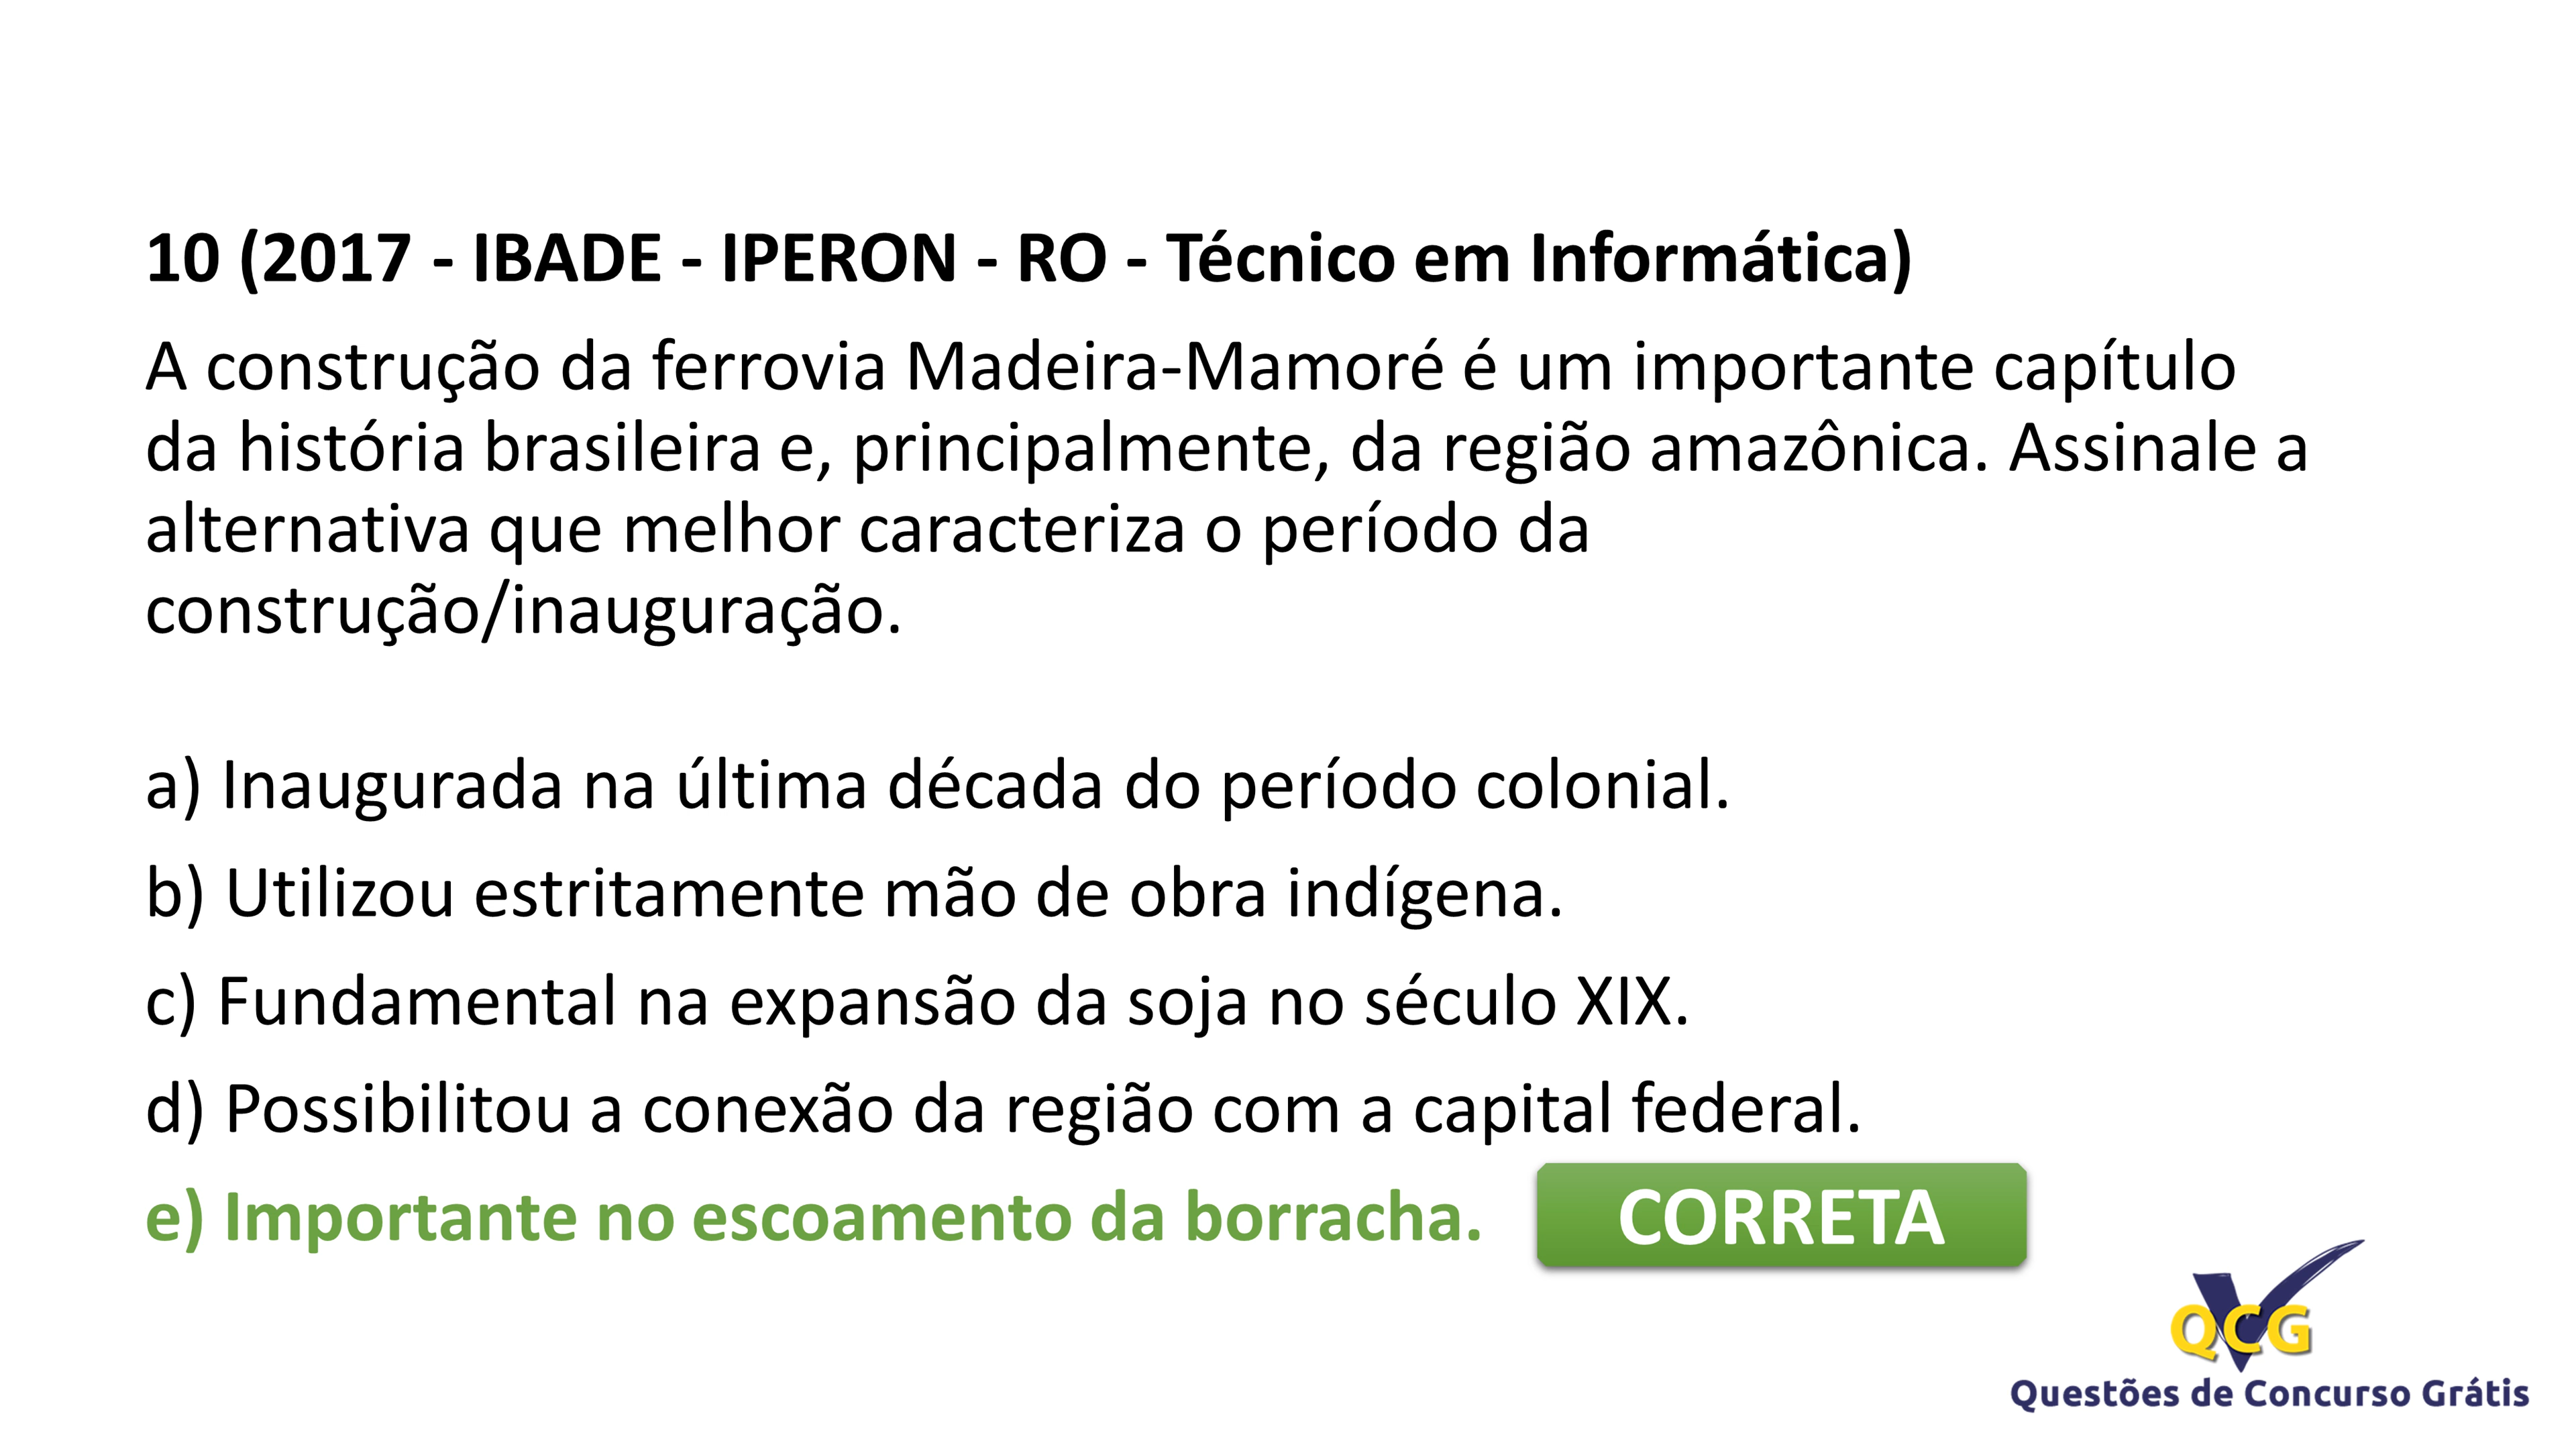 10 (2017 - IBADE - IPERON - RO - Técnico em Informática)
A construção da ferrovia Madeira-Mamoré é um importante capítulo
da história brasileira e, principalmente, da região amazônica. Assinale a
alternativa que melhor caracteriza o período da
construção/inauguração.
a) Inaugurada na última década do período colonial.
b) Utilizou estritamente mão de obra indígena.
c) Fundamental na expansão da soja no século XIX.
d) Possibilitou a conexão da região com a capital federal.
e) Importante no escoamento da borracha. CORRETA
QCG
Questões de Concurso Grátis